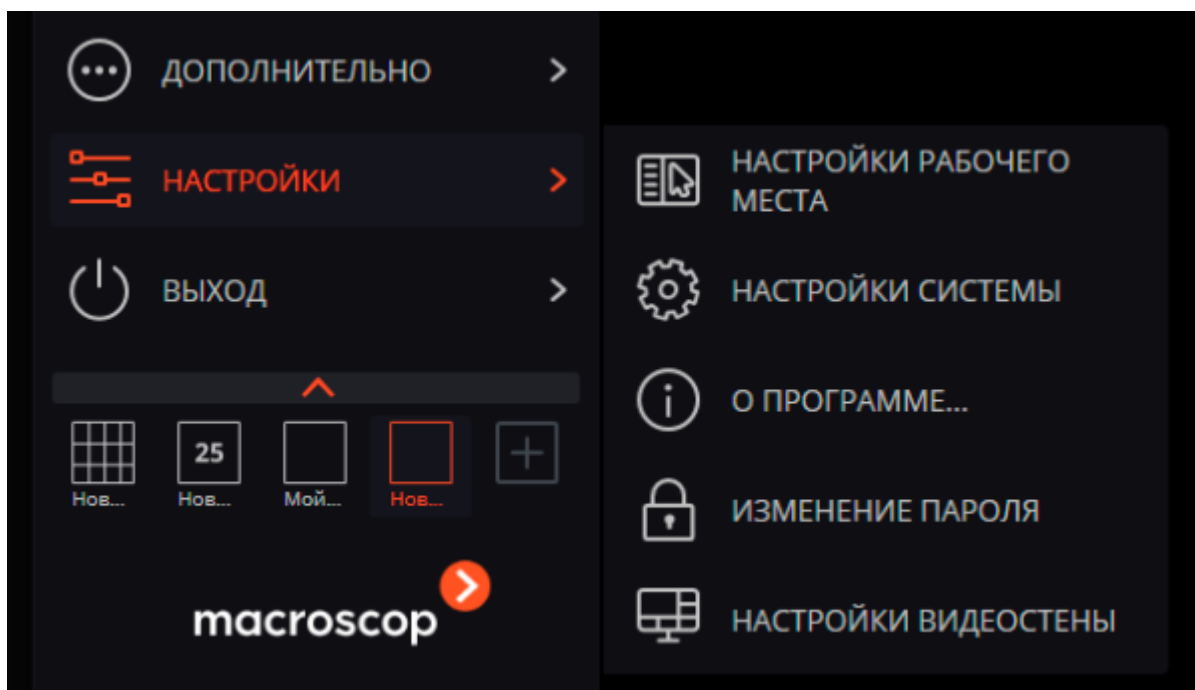 ДОПОЛНИТЕЛЬНО
НАСТРОЙКИ
ВЫХОД
25
Нов...
Нов...
Мой...
Нов...
macroscop
НАСТРОЙКИ РАБОЧЕГО
МЕСТА
НАСТРОЙКИ СИСТЕМЫ
О ПРОГРАММЕ...
ИЗМЕНЕНИЕ ПАРОЛЯ
НАСТРОЙКИ ВИДЕОСТЕНЫ